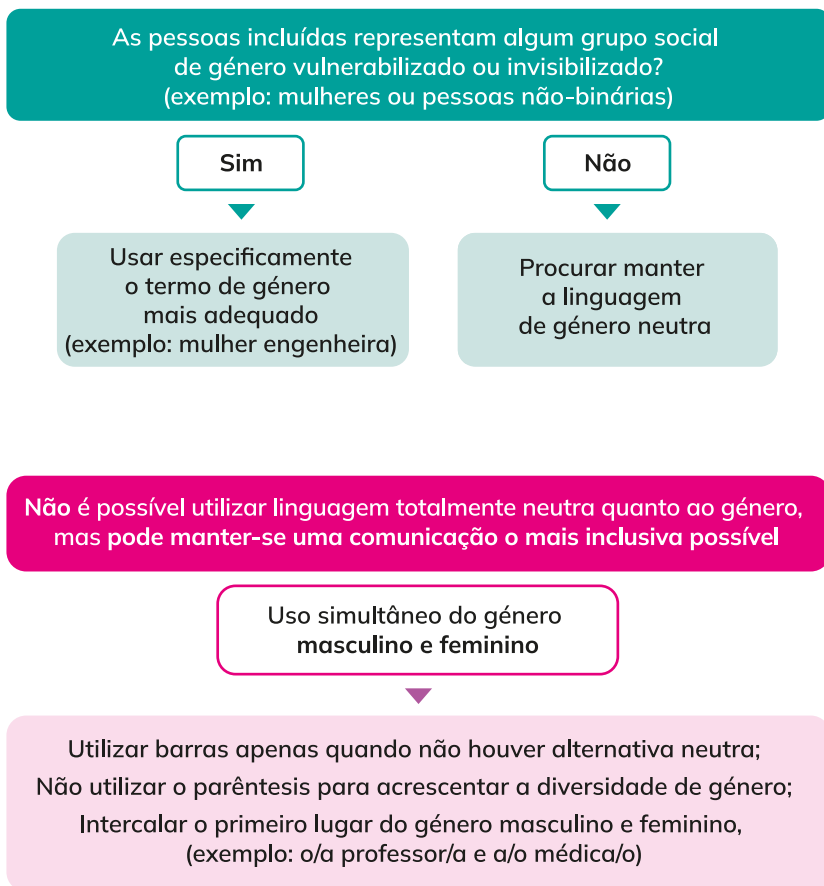 As pessoas incluídas representam algum grupo social
de género vulnerabilizado ou invisibilizado?
(exemplo: mulheres ou pessoas não-binárias)
Sim
Não
Usar especificamente
o termo de género
mais adequado
(exemplo: mulher engenheira)
Procurar manter
a linguagem
de género neutra
Não é possível utilizar linguagem totalmente neutra quanto ao género,
mas pode manter-se uma comunicação o mais inclusiva possível
Uso simultâneo do género
masculino e feminino
Utilizar barras apenas quando não houver alternativa neutra;
Não utilizar o parêntesis para acrescentar a diversidade de género;
Intercalar o primeiro lugar do género masculino e feminino,
(exemplo: o/a professor/a e a/o médica/o)